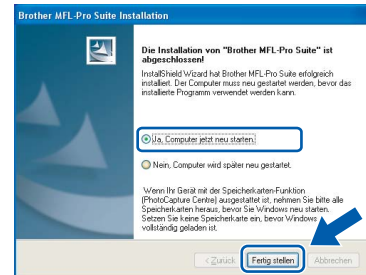 Brother MFL-Pro Suite Installation
Die Installation von "Brother MFL-Pro Suite" ist
abgeschlossen!
InstallShield Wizard hat Brother MFL-Pro Suite erfolgreich
installiert. Der Computer muss neu gestartet werden, bevor das
installierte Programm verwendet werden kann.
Ja, Computer jetzt neu starten.
Nein, Computer wird später neu gestartet.
Wenn Ihr Gerät mit der Speicherkarten-Funktion
(PhotoCapture Centre) ausgestattet ist, nehmen Sie bitte alle
Speicherkarten heraus, bevor Sie Windows neu starten.
Setzen Sie keine Speicherkarte ein, bevor Windows
vollständig geladen ist.
< Zurück Fertig stellen Abbrechen